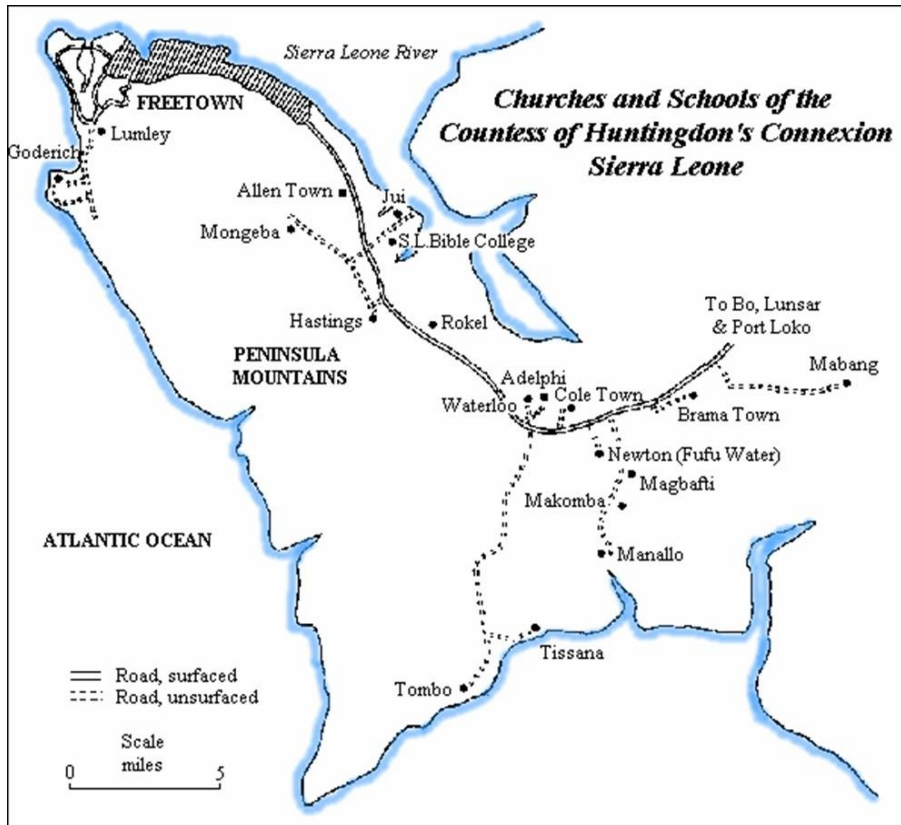 Sierra Leone River
Churches and Schools of the
Countess of Huntingdon's Connexion
Sierra Leone
FREETOWN
Lumley
Goderich
Allen Town
Jui
Mongeba
S.L.Bible College
Hastings
Rokel
To Bo, Lunsar
& Port Loko
PENINSULA
MOUNTAINS
Mabang
Adelphi
Waterloo
Cole Town
Brama Town
Newton (Fufu Water)
Magbafti
Makomba
ATLANTIC OCEAN
Manallo
Tissana
Tombo
Road, surfaced
Road, unsurfaced
Scale
miles
0 5